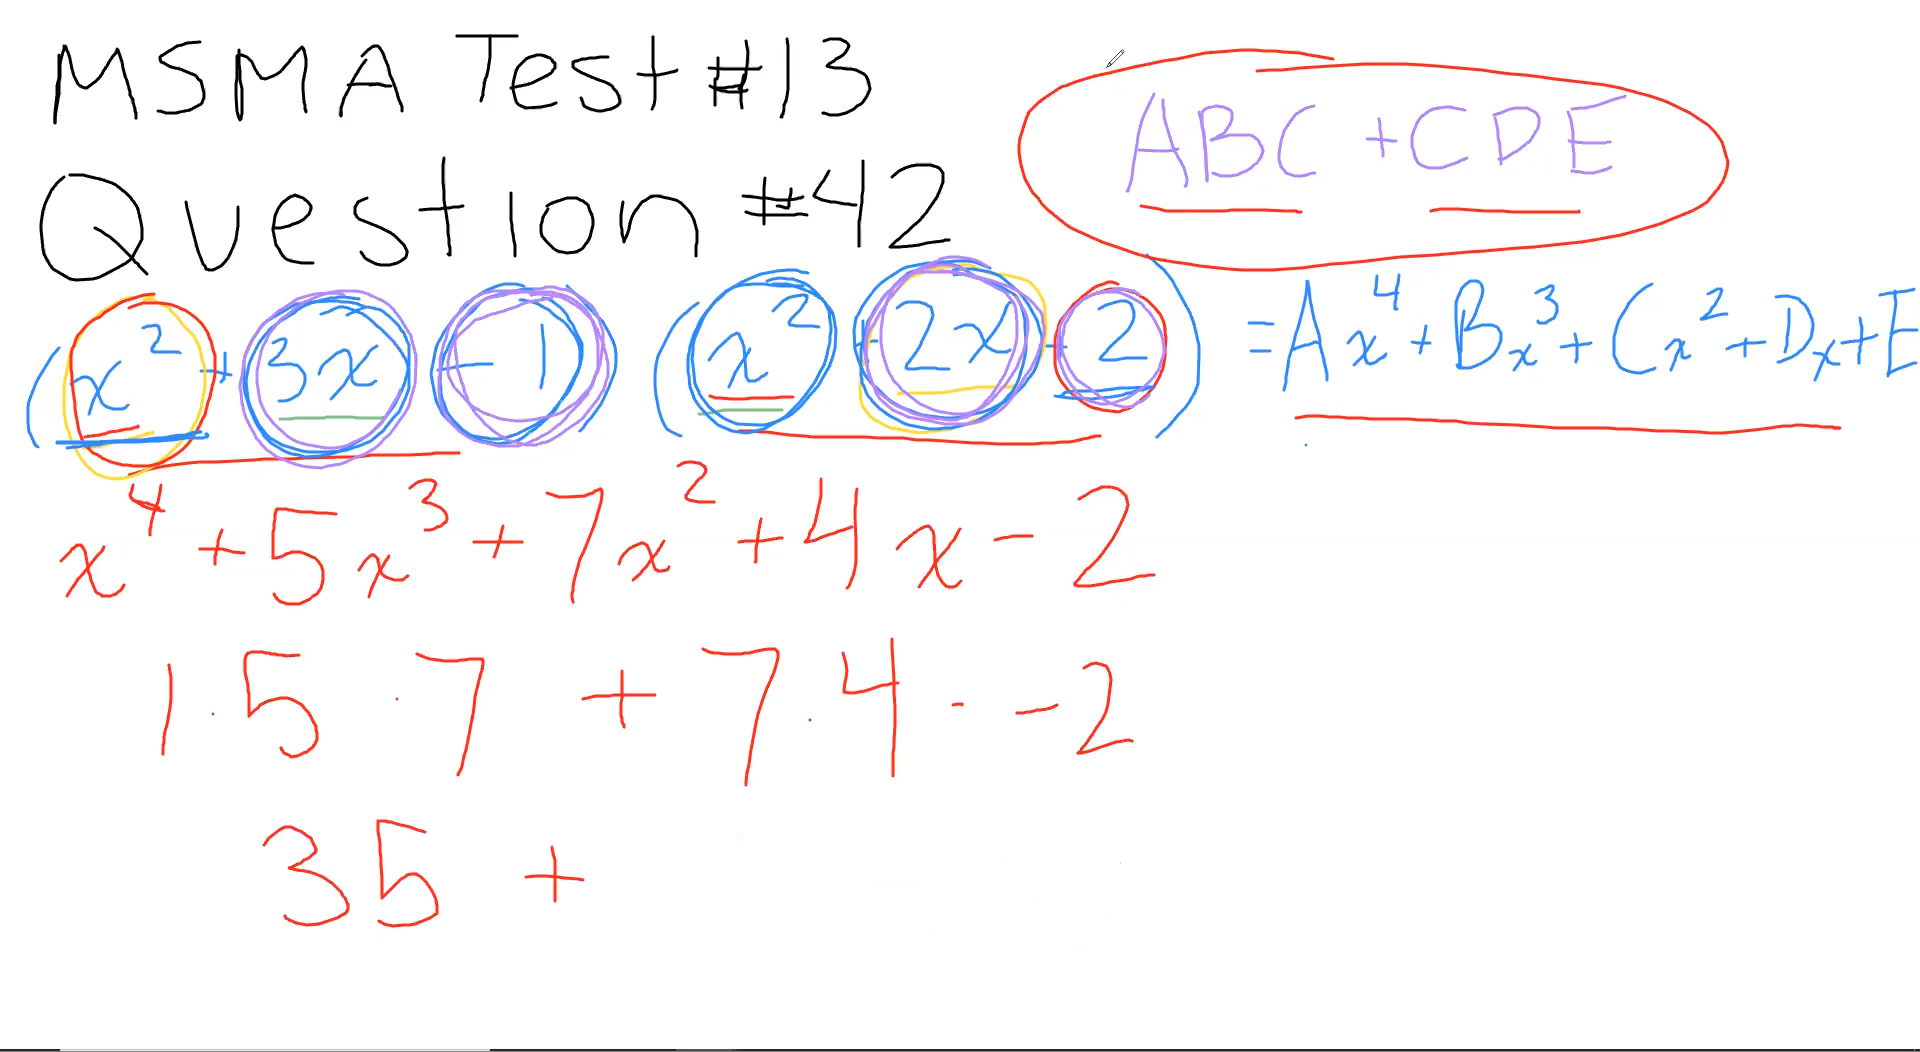 MSMA Test #13
ABC + CDE
Question #42
(x² + 3x - 1) (x² + 2x + 2) = Ax⁴ + Bx³ + Cx² + Dx + E
x⁴ + 5x³ + 7x² + 4x - 2
1 · 5 · 7 + 7 · 4 · -2
35 +